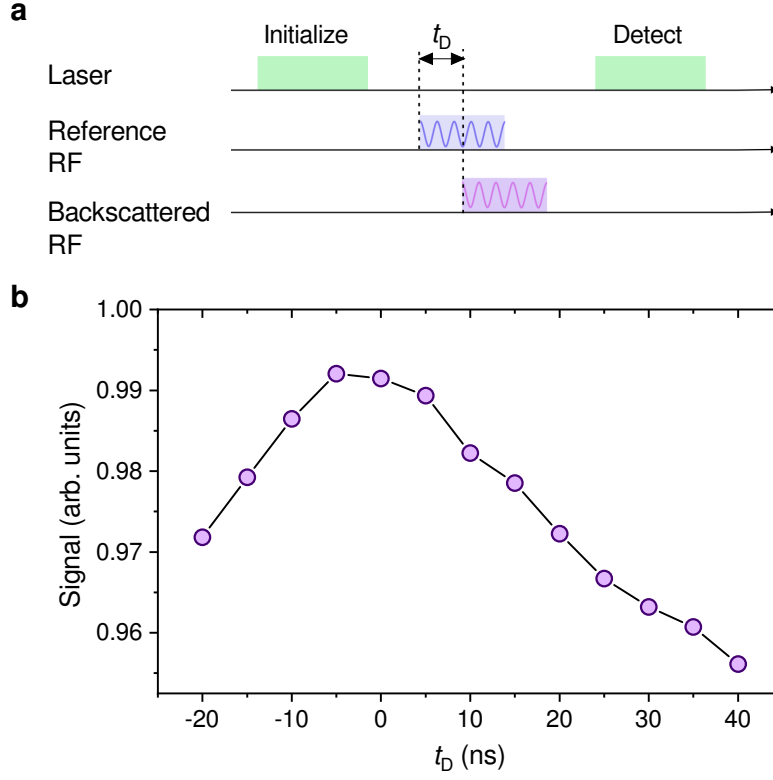 a
Initialize
t_D
Detect
Laser
Reference
RF
Backscattered
RF
b
1.00
0.99
0.98
0.97
0.96
Signal (arb. units)
-20 -10 0 10 20 30 40
t_D (ns)